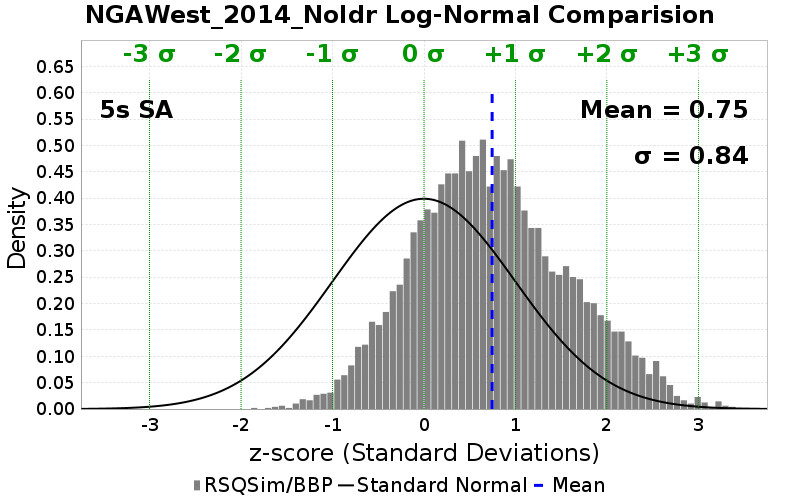 NGAWest_2014_NoIdr Log-Normal Comparision
-3 σ -2 σ -1 σ 0 σ +1 σ +2 σ +3 σ
5s SA
Mean = 0.75
σ = 0.84
Density
0.65
0.60
0.55
0.50
0.45
0.40
0.35
0.30
0.25
0.20
0.15
0.10
0.05
0.00
-3 -2 -1 0 1 2 3
z-score (Standard Deviations)
RSQSim/BBP Standard Normal Mean